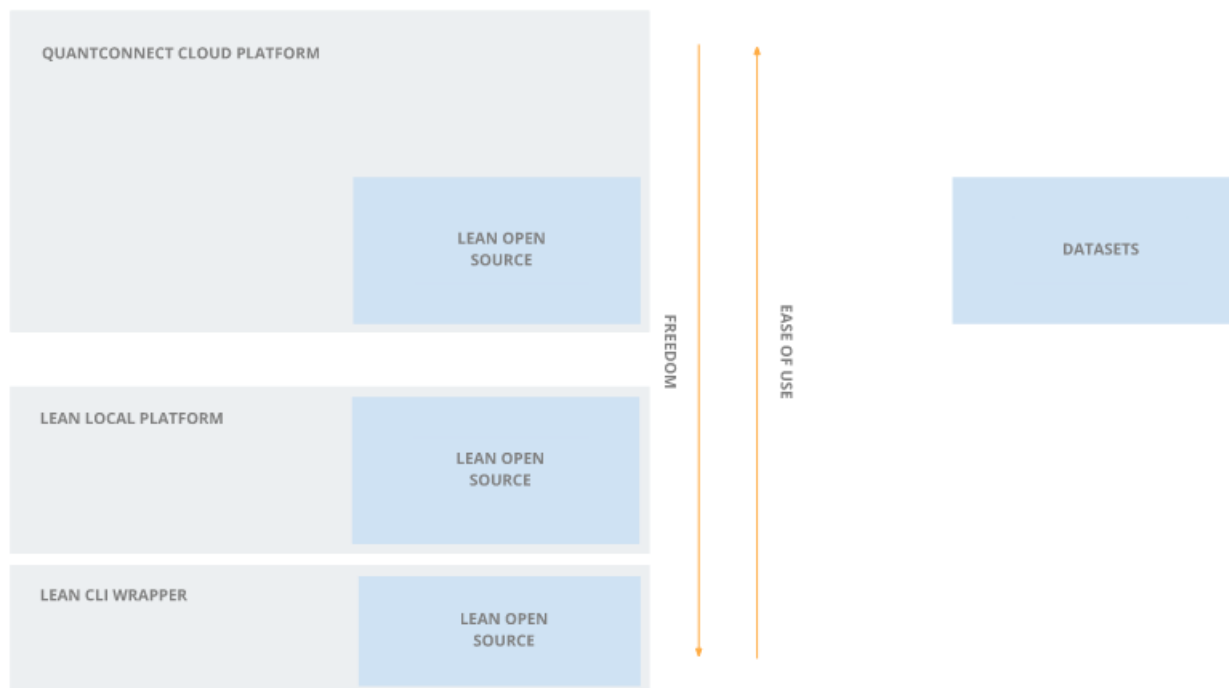 QUANTCONNECT CLOUD PLATFORM
LEAN OPEN
SOURCE
DATASETS
FREEDOM
EASE OF USE
LEAN LOCAL PLATFORM
LEAN OPEN
SOURCE
LEAN CLI WRAPPER
LEAN OPEN
SOURCE